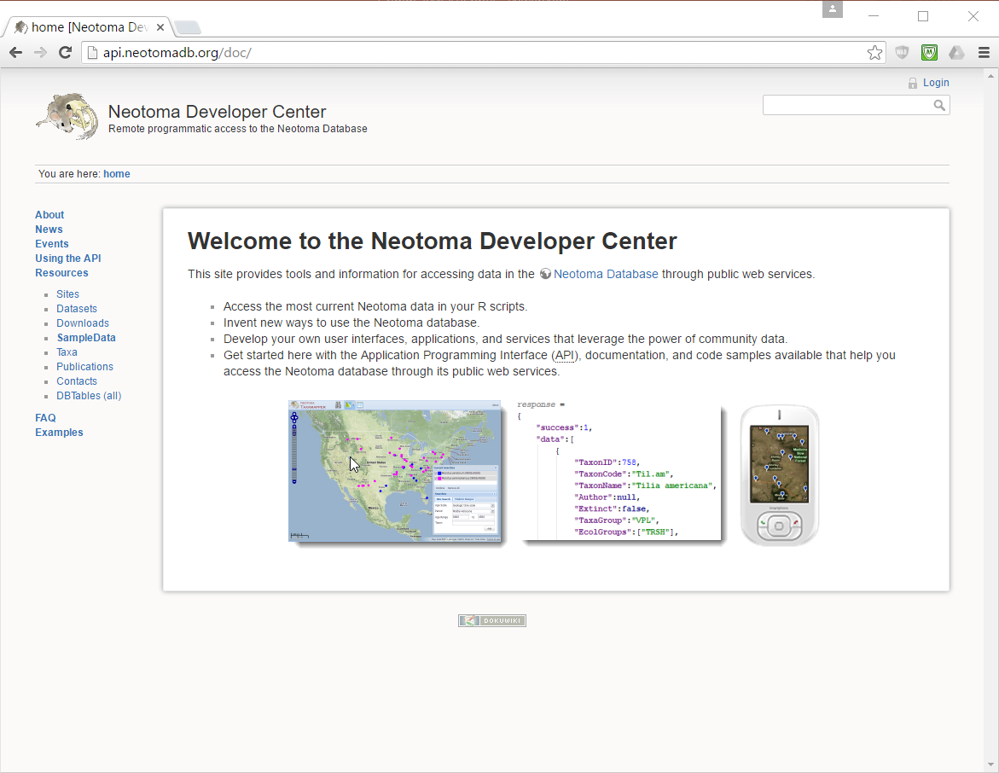 home [Neotoma Dev
api.neotomadb.org/doc/
Login
Neotoma Developer Center
Remote programmatic access to the Neotoma Database
You are here: home
About
News
Events
Using the API
Resources
Sites
Datasets
Downloads
SampleData
Taxa
Publications
Contacts
DBTables (all)
FAQ
Examples
Welcome to the Neotoma Developer Center
This site provides tools and information for accessing data in the Neotoma Database through public web services.
Access the most current Neotoma data in your R scripts.
Invent new ways to use the Neotoma database.
Develop your own user interfaces, applications, and services that leverage the power of community data.
Get started here with the Application Programming Interface (API), documentation, and code samples available that help you
access the Neotoma database through its public web services.
NEOTOMA
TAXAMAPPER
United States
Mexico
response =
{
"success":1,
"data":[
{
"TaxonID":758,
"TaxonCode":"Til.am",
"TaxonName":"Tilia americana",
"Author":null,
"Extinct":false,
"TaxaGroup":"VPL",
"EcolGroups":["TRSH"],
Medicine
Bow
National
Forest
DOKUWIKI